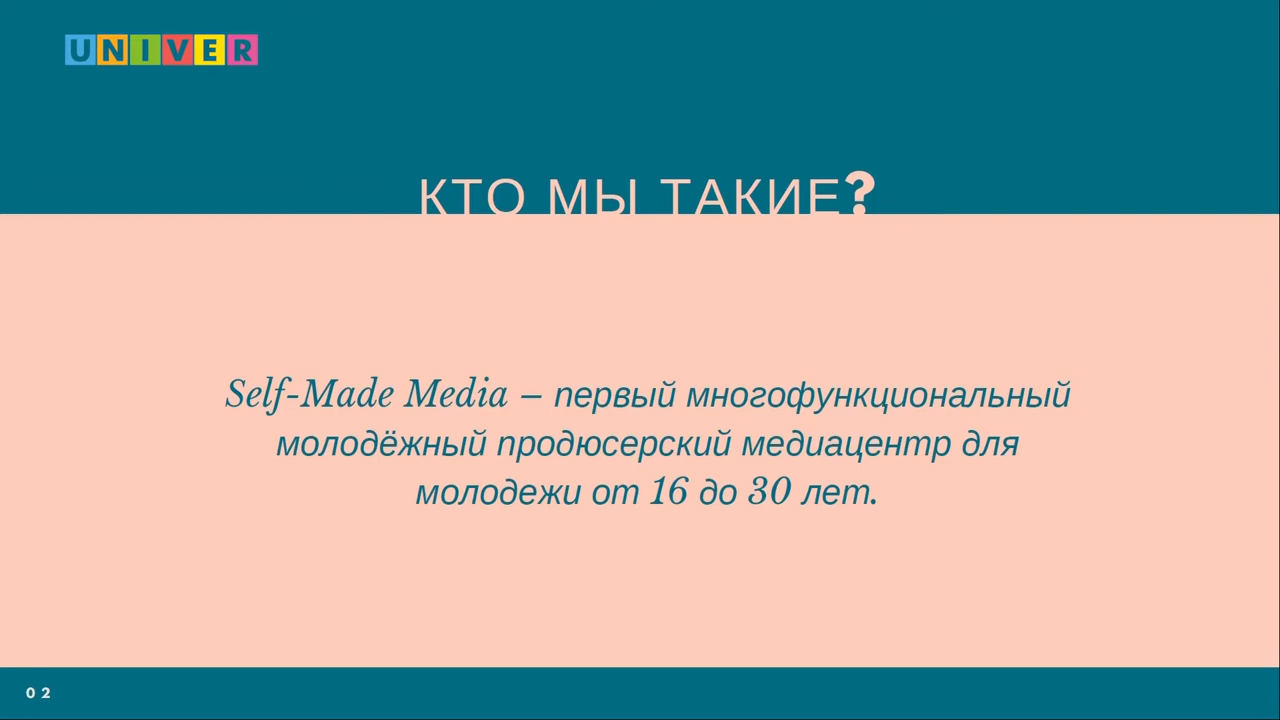 UNIVER
КТО МЫ ТАКИЕ?
Self-Made Media – первый многофункциональный
молодёжный продюсерский медиацентр для
молодежи от 16 до 30 лет.
02